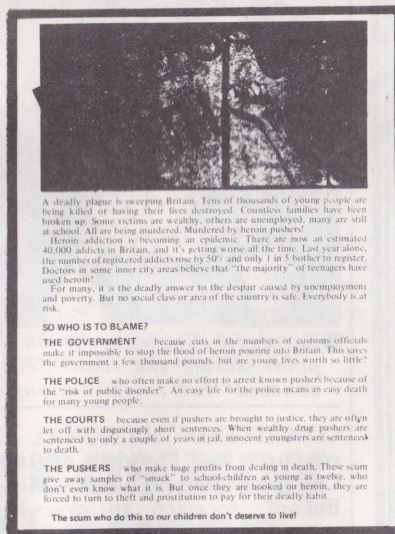 A deadly plague is sweeping Britain. Tens of thousands of young people are
being killed or having their lives destroyed. Countless families have been
broken up. Some victims are wealthy, others are unemployed, many are still
at school. All are being murdered. Murdered by heroin pushers!
Heroin addiction is becoming an epidemic. There are now an estimated
40,000 addicts in Britain, and it's getting worse all the time. Last year alone,
the number of registered addicts rose by 50% and only 1 in 5 bother to register.
Doctors in some inner city areas believe that "the majority" of teenagers have
used heroin!
For many, it is the deadly answer to the despair caused by unemployment
and poverty. But no social class or area of the country is safe. Everybody is at
risk.
SO WHO IS TO BLAME?
THE GOVERNMENT because cuts in the numbers of customs officials
make it impossible to stop the flood of heroin pouring into Britain. This saves
the government a few thousand pounds, but are young lives worth so little?
THE POLICE who often make no effort to arrest known pushers because of
the "risk of public disorder". An easy life for the police means an easy death
for many young people.
THE COURTS because even if pushers are brought to justice, they are often
let off with disgustingly short sentences. When wealthy drug pushers are
sentenced to only a couple of years in jail, innocent youngsters are sentenced
to death.
THE PUSHERS who make huge profits from dealing in death. These scum
give away samples of "smack" to school-children as young as twelve, who
don't even know what it is. But once they are hooked on heroin, they are
forced to turn to theft and prostitution to pay for their deadly habit.
The scum who do this to our children don't deserve to live!